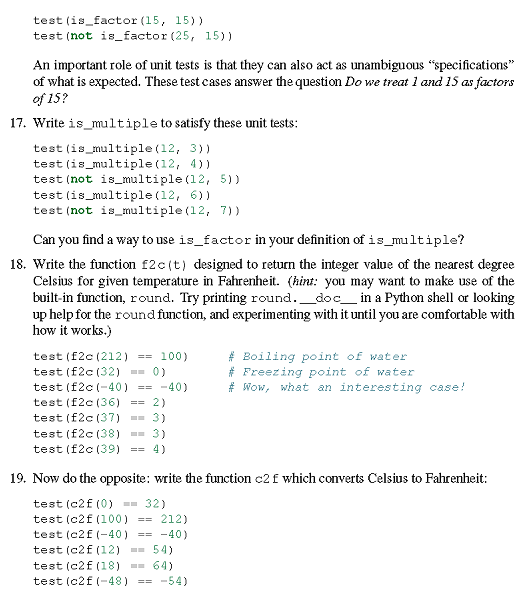 test(is_factor(15, 15))
test(not is_factor(25, 15))
An important role of unit tests is that they can also act as unambiguous “specifications”
of what is expected. These test cases answer the question Do we treat 1 and 15 as factors
of 15?
17. Write is_multiple to satisfy these unit tests:
test(is_multiple(12, 3))
test(is_multiple(12, 4))
test(not is_multiple(12, 5))
test(is_multiple(12, 6))
test(not is_multiple(12, 7))
Can you find a way to use is_factor in your definition of is_multiple?
18. Write the function f2c(t) designed to return the integer value of the nearest degree
Celsius for given temperature in Fahrenheit. (hint: you may want to make use of the
built-in function, round. Try printing round.__doc__ in a Python shell or looking
up help for the round function, and experimenting with it until you are comfortable with
how it works.)
test(f2c(212) == 100) # Boiling point of water
test(f2c(32) == 0) # Freezing point of water
test(f2c(-40) == -40) # Wow, what an interesting case!
test(f2c(36) == 2)
test(f2c(37) == 3)
test(f2c(38) == 3)
test(f2c(39) == 4)
19. Now do the opposite: write the function c2f which converts Celsius to Fahrenheit:
test(c2f(0) == 32)
test(c2f(100) == 212)
test(c2f(-40) == -40)
test(c2f(12) == 54)
test(c2f(18) == 64)
test(c2f(-48) == -54)